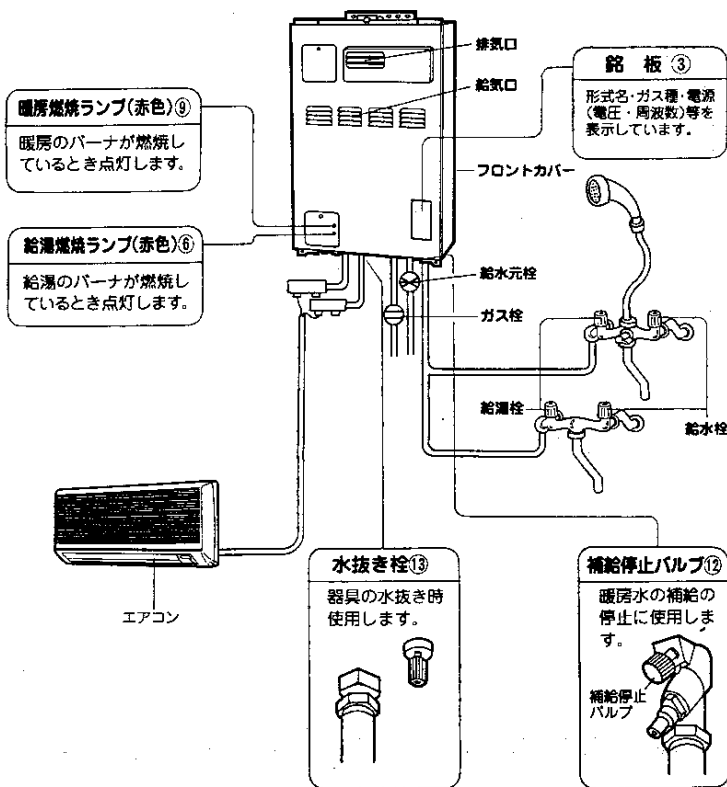 排気口
給気口
銘 板③
形式名・ガス種・電源
(電圧・周波数)等を
表示しています。
暖房燃焼ランプ(赤色)⑨
暖房のバーナが燃焼し
ているとき点灯します。
フロントカバー
給湯燃焼ランプ(赤色)⑥
給湯のバーナが燃焼し
ているとき点灯します。
給水元栓
ガス栓
給湯栓
給水栓
エアコン
水抜き栓⑬
器具の水抜き時
使用します。
補給停止バルブ⑫
暖房水の補給の
停止に使用しま
す。
補給停止
バルブ